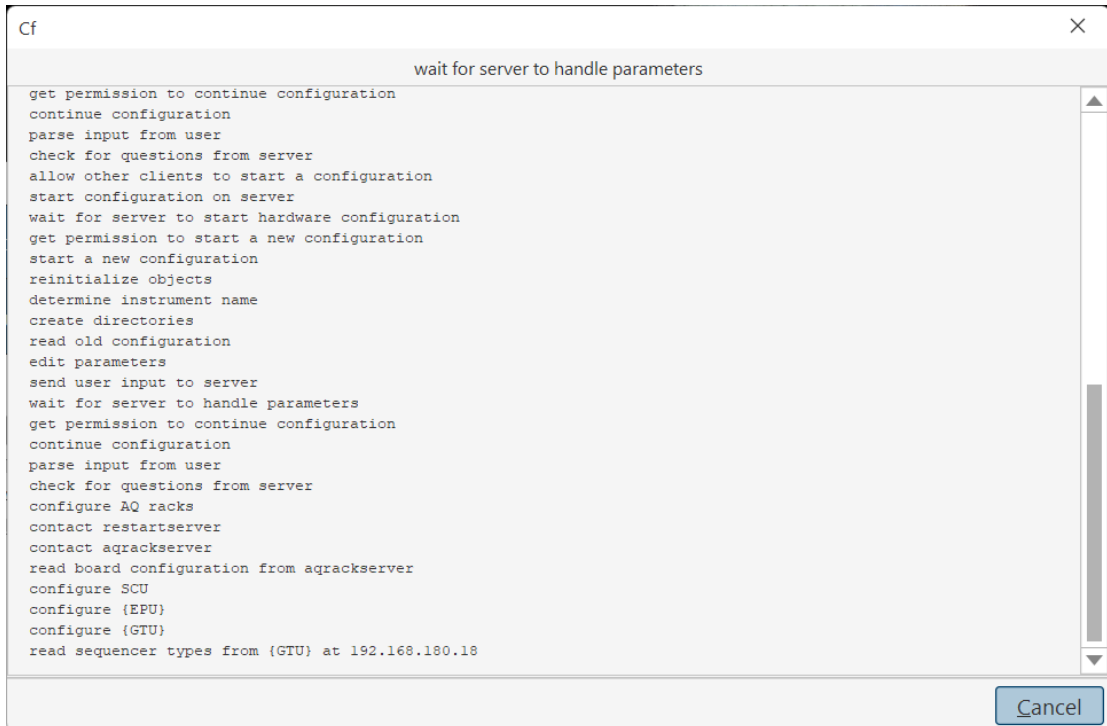 Cf
wait for server to handle parameters
get permission to continue configuration
continue configuration
parse input from user
check for questions from server
allow other clients to start a configuration
start configuration on server
wait for server to start hardware configuration
get permission to start a new configuration
start a new configuration
reinitialize objects
determine instrument name
create directories
read old configuration
edit parameters
send user input to server
wait for server to handle parameters
get permission to continue configuration
continue configuration
parse input from user
check for questions from server
configure AQ racks
contact restartserver
contact aqrackserver
read board configuration from aqrackserver
configure SCU
configure {EPU}
configure {GTU}
read sequencer types from {GTU} at 192.168.180.18
Cancel